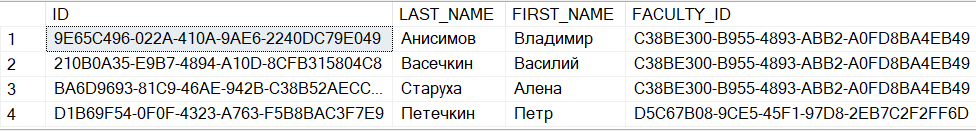 ID LAST_NAME FIRST_NAME FACULTY_ID
1 9E65C496-022A-410A-9AE6-2240DC79E049 Анисимов Владимир C38BE300-B955-4893-ABB2-A0FD8BA4EB49
2 210B0A35-E9B7-4894-A10D-8CFB315804C8 Васечкин Василий C38BE300-B955-4893-ABB2-A0FD8BA4EB49
3 BA6D9693-81C9-46AE-942B-C38B52AECC... Старуха Алена C38BE300-B955-4893-ABB2-A0FD8BA4EB49
4 D1B69F54-0F0F-4323-A763-F5B8BAC3F7E9 Петечкин Петр D5C67B08-9CE5-45F1-97D8-2EB7C2F2FF6D